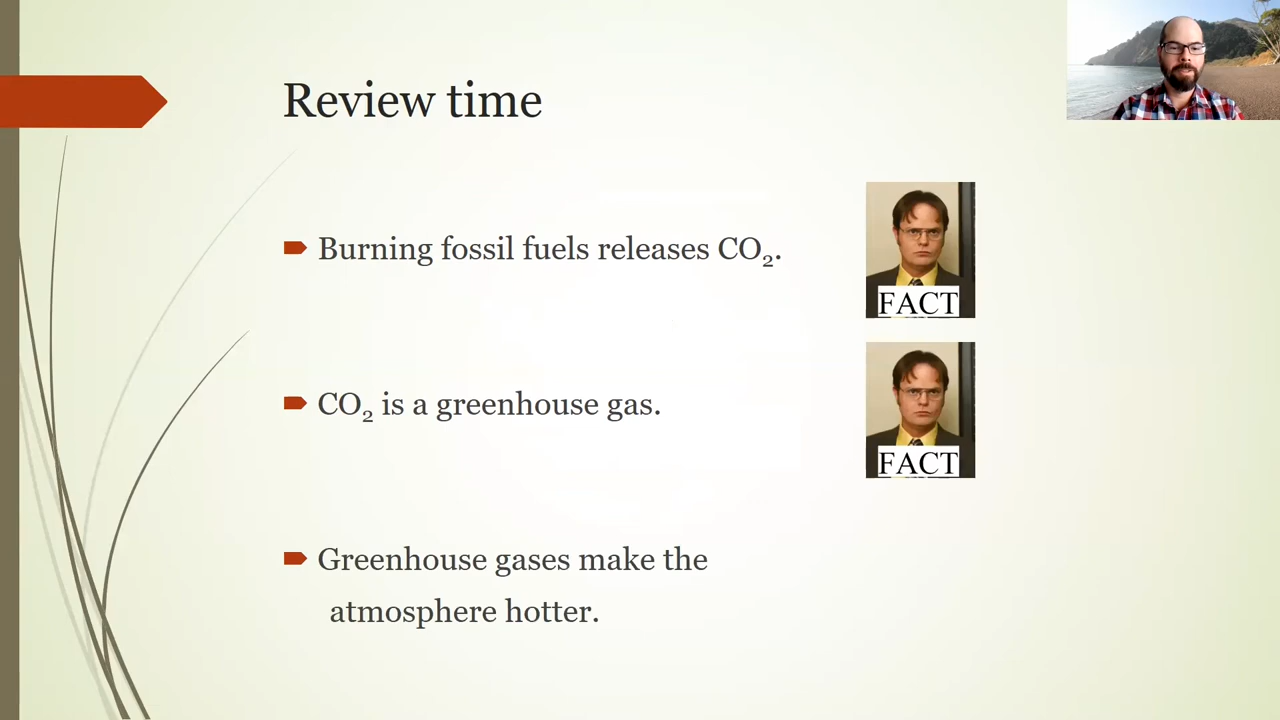 Review time
Burning fossil fuels releases CO₂.
FACT
CO₂ is a greenhouse gas.
FACT
Greenhouse gases make the
atmosphere hotter.